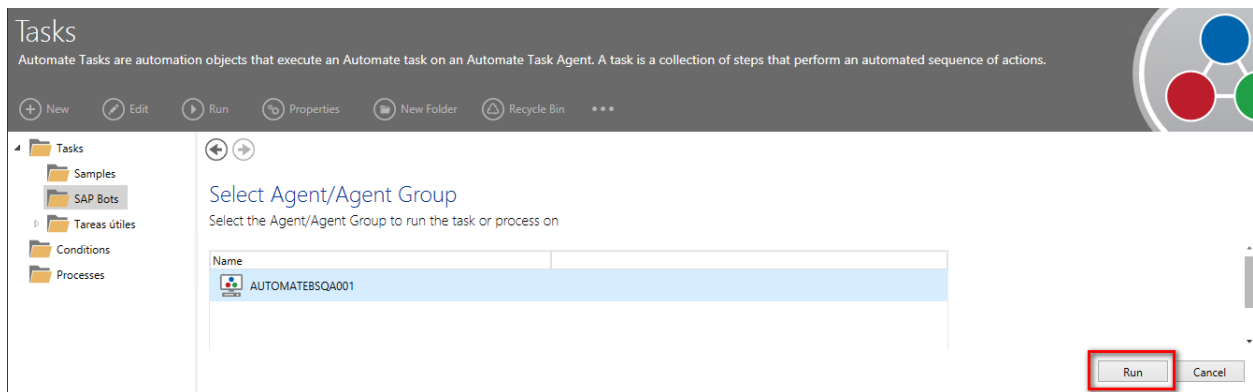 Tasks
Automate Tasks are automation objects that execute an Automate task on an Automate Task Agent. A task is a collection of steps that perform an automated sequence of actions.
New Edit Run Properties New Folder Recycle Bin
Tasks
Samples
SAP Bots
Tareas útiles
Conditions
Processes
Select Agent/Agent Group
Select the Agent/Agent Group to run the task or process on
Name
AUTOMATEBSQA001
Run Cancel